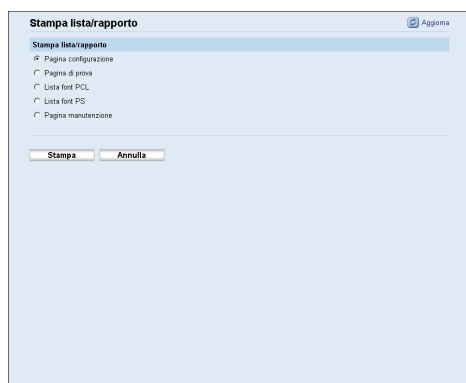 Stampa lista/rapporto
Aggiorna
Stampa lista/rapporto
Pagina configurazione
Pagina di prova
Lista font PCL
Lista font PS
Pagina manutenzione
Stampa
Annulla